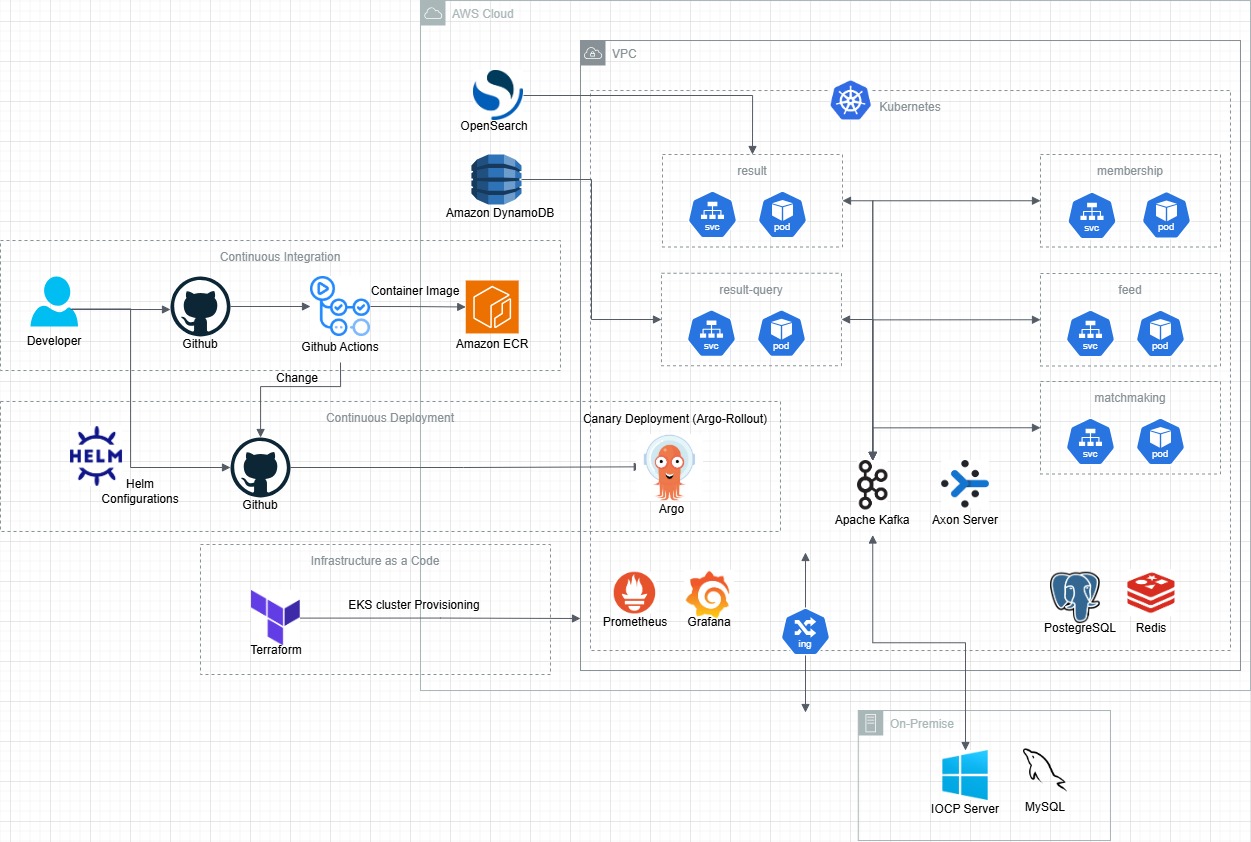 AWS Cloud
VPC
OpenSearch
Kubernetes
Amazon DynamoDB
result
svc
pod
membership
svc
pod
Continuous Integration
Developer
Github
Github Actions
Container Image
Amazon ECR
result-query
svc
pod
feed
svc
pod
Change
matchmaking
svc
pod
Continuous Deployment
HELM
Helm
Configurations
Github
Canary Deployment (Argo-Rollout)
Argo
Apache Kafka
Axon Server
Infrastructure as a Code
Terraform
EKS cluster Provisioning
Prometheus
Grafana
ing
PostegreSQL
Redis
On-Premise
IOCP Server
MySQL